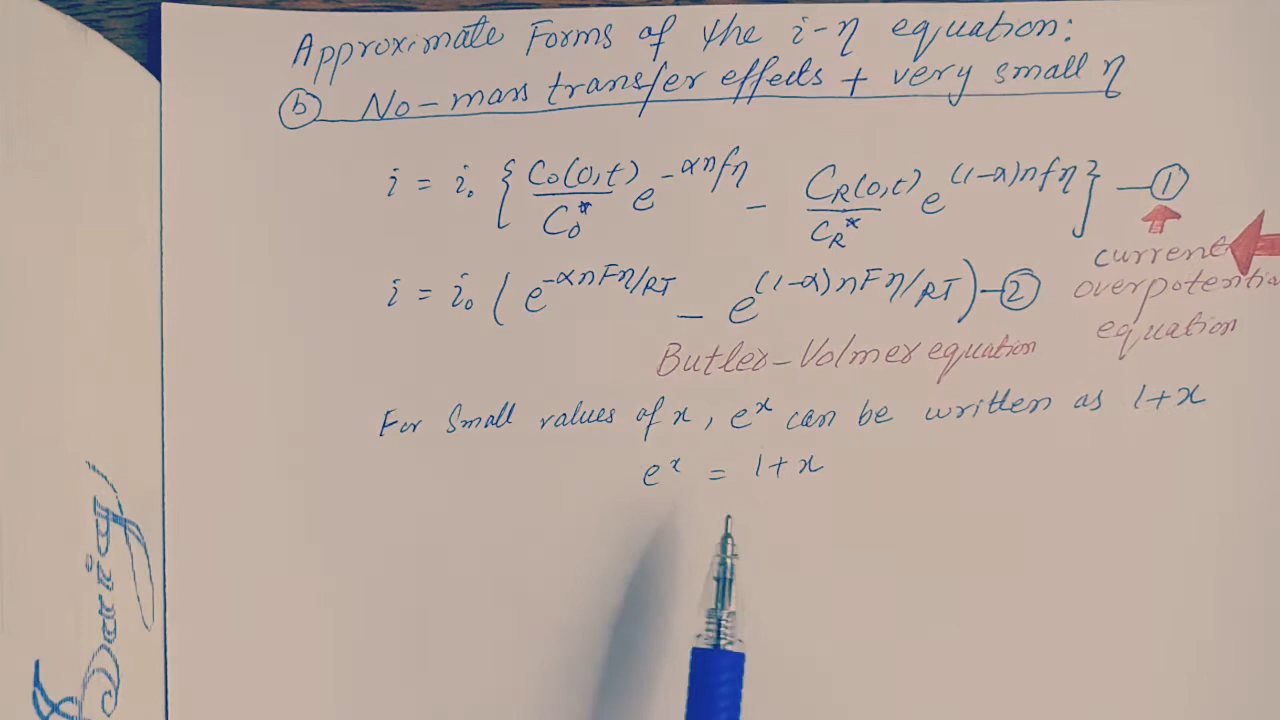 Approximate Forms of the i-η equation:
ⓑ No-mass transfer effects + very small η
i = i₀ { C₀(0,t)/C₀* e^(-αnfη) - C_R(0,t)/C_R* e^((1-α)nfη) } —①
current
overpotential
equation
i = i₀ ( e^(-αnFη/RT) - e^((1-α)nFη/RT) ) —②
Butler-Volmer equation
For Small values of x, e^x can be written as 1+x
e^x = 1+x